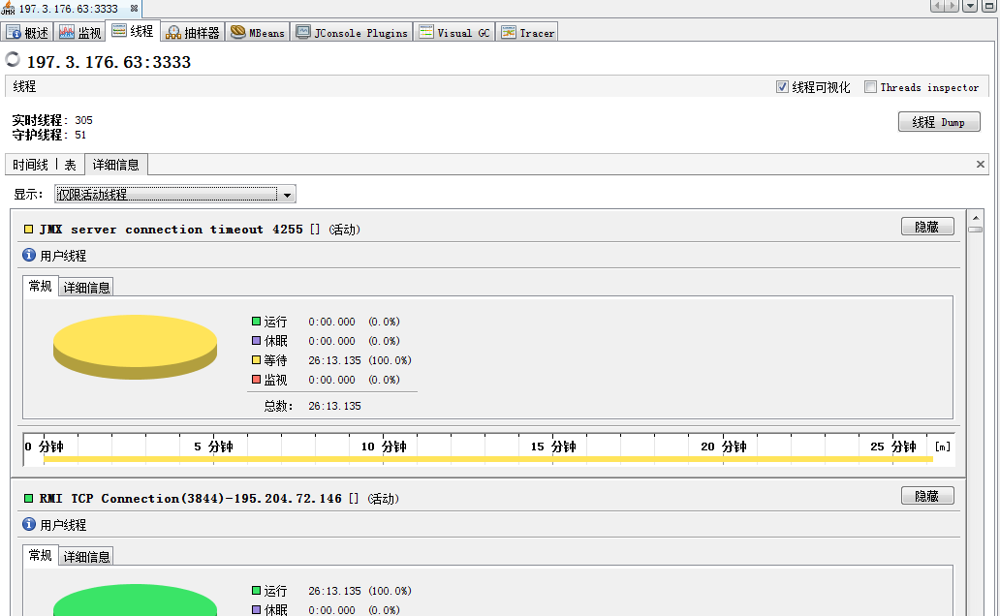 JMX 197.3.176.63:3333
概述 监视 线程 抽样器 MBeans JConsole Plugins Visual GC Tracer
197.3.176.63:3333
线程 线程可视化 Threads inspector
实时线程: 305
守护线程: 51
线程 Dump
时间线 表 详细信息
显示: 仅限活动线程
JMX server connection timeout 4255 [] (活动) 隐藏
用户线程
常规 详细信息
运行 0:00.000 (0.0%)
休眠 0:00.000 (0.0%)
等待 26:13.135 (100.0%)
监视 0:00.000 (0.0%)
总数: 26:13.135
0 分钟 5 分钟 10 分钟 15 分钟 20 分钟 25 分钟 [m]
RMI TCP Connection(3844)-195.204.72.146 [] (活动) 隐藏
用户线程
常规 详细信息
运行 26:13.135 (100.0%)
休眠 0:00.000 (0.0%)